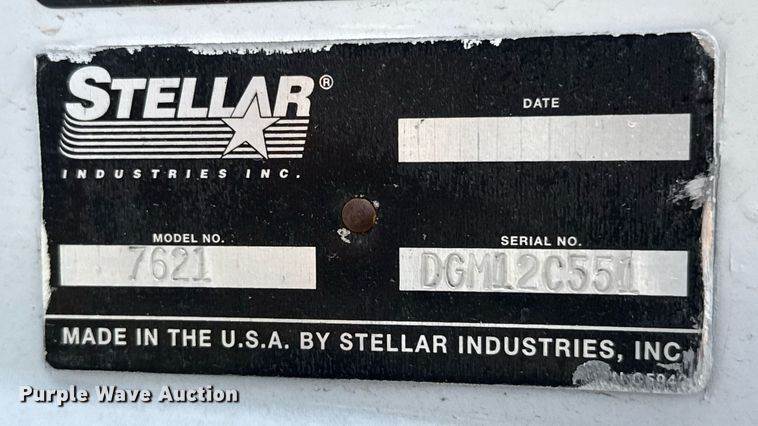 STELLAR®
INDUSTRIES INC.
DATE
MODEL NO.
7621
SERIAL NO.
DGM12C551
MADE IN THE U.S.A. BY STELLAR INDUSTRIES, INC
Purple Wave Auction